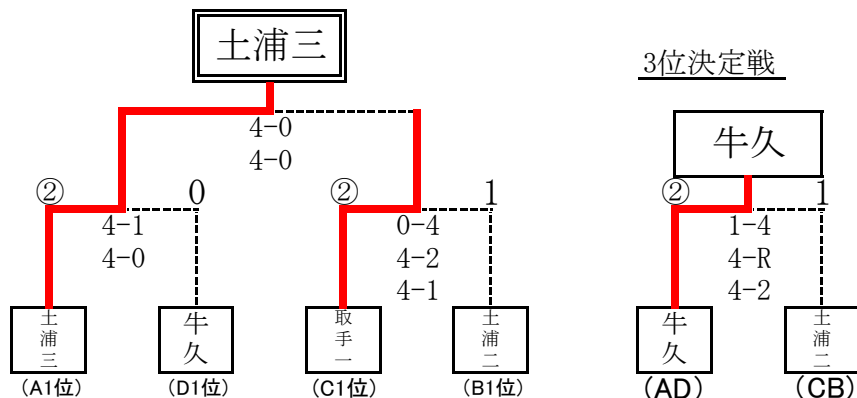 土浦三
3位決定戦
4-0
4-0
牛久
② 0 ② 1 ② 1
4-1
4-0
0-4
4-2
4-1
1-4
4-R
4-2
土浦三
牛久
取手一
土浦二
牛久
土浦二
(A1位) (D1位) (C1位) (B1位) (AD) (CB)